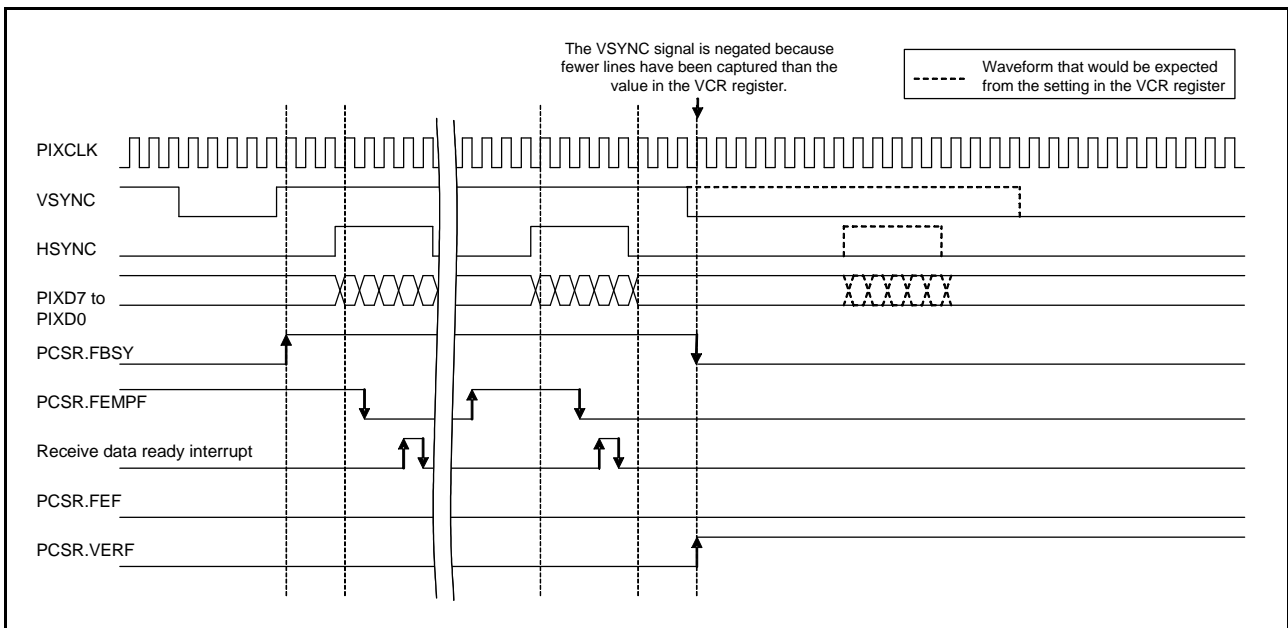 The VSYNC signal is negated because
fewer lines have been captured than the
value in the VCR register.
Waveform that would be expected
from the setting in the VCR register
PIXCLK
VSYNC
HSYNC
PIXD7 to
PIXD0
PCSR.FBSY
PCSR.FEMPF
Receive data ready interrupt
PCSR.FEF
PCSR.VERF